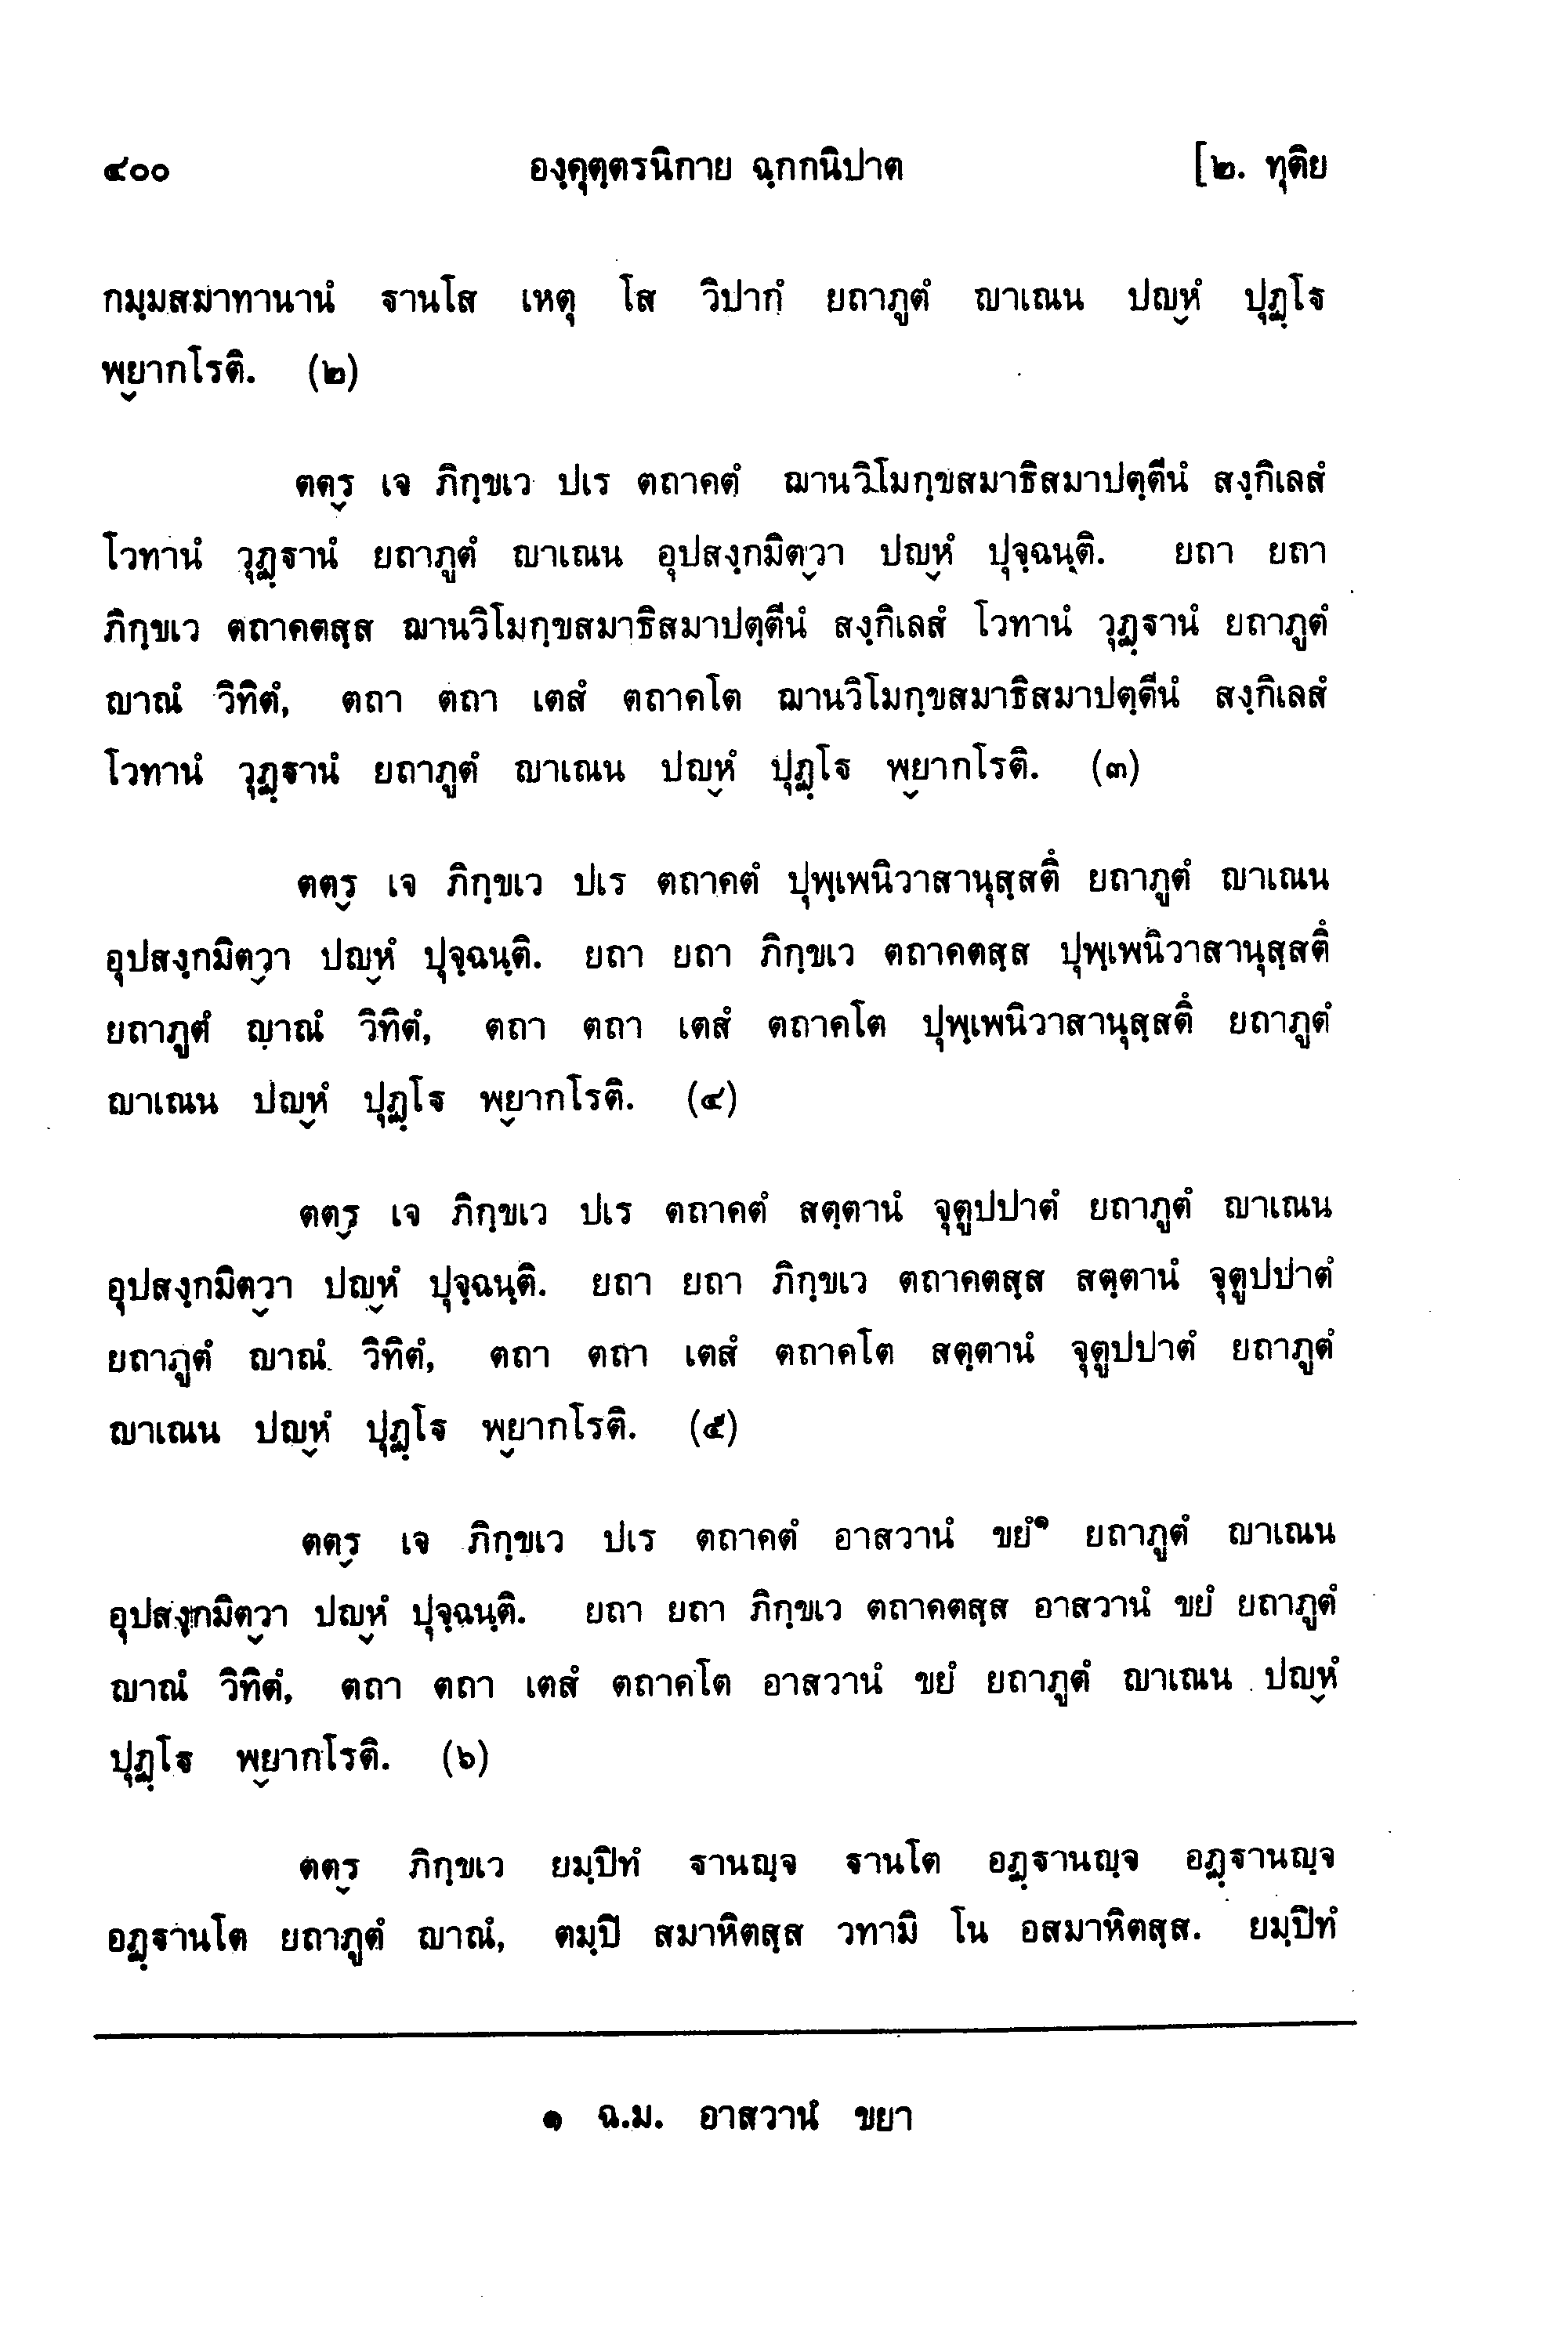 ๔๐๐ องฺคุตฺตรนิกาย ฉกฺกนิปาต [๒. ทุติย
กมฺมสมาทานานํ ฐานโส เหตุ โส วิปากํ ยถาภูตํ ญาเณน ปญ๎หํ ปุฏฺโฐ
พ๎ยากโรติ. (๒)
ตต๎ร เจ ภิกฺขเว ปเร ตถาคตํ ฌานวิโมกฺขสมาธิสมาปตฺตีนํ สงฺกิเลสํ
โวทานํ วุฏฺฐานํ ยถาภูตํ ญาเณน อุปสงฺกมิต๎วา ปญ๎หํ ปุจฺฉนฺติ. ยถา ยถา
ภิกฺขเว ตถาคตสฺส ฌานวิโมกฺขสมาธิสมาปตฺตีนํ สงฺกิเลสํ โวทานํ วุฏฺฐานํ ยถาภูตํ
ญาณํ วิทิตํ, ตถา ตถา เตสํ ตถาคโต ฌานวิโมกฺขสมาธิสมาปตฺตีนํ สงฺกิเลสํ
โวทานํ วุฏฺฐานํ ยถาภูตํ ญาเณน ปญ๎หํ ปุฏฺโฐ พ๎ยากโรติ. (๓)
ตต๎ร เจ ภิกฺขเว ปเร ตถาคตํ ปุพฺเพนิวาสานุสฺสตึ ยถาภูตํ ญาเณน
อุปสงฺกมิต๎วา ปญ๎หํ ปุจฺฉนฺติ. ยถา ยถา ภิกฺขเว ตถาคตสฺส ปุพฺเพนิวาสานุสฺสตึ
ยถาภูตํ ญาณํ วิทิตํ, ตถา ตถา เตสํ ตถาคโต ปุพฺเพนิวาสานุสฺสตึ ยถาภูตํ
ญาเณน ปญ๎หํ ปุฏฺโฐ พ๎ยากโรติ. (๔)
ตต๎ร เจ ภิกฺขเว ปเร ตถาคตํ สตฺตานํ จุตูปปาตํ ยถาภูตํ ญาเณน
อุปสงฺกมิต๎วา ปญ๎หํ ปุจฺฉนฺติ. ยถา ยถา ภิกฺขเว ตถาคตสฺส สตฺตานํ จุตูปปาตํ
ยถาภูตํ ญาณํ วิทิตํ, ตถา ตถา เตสํ ตถาคโต สตฺตานํ จุตูปปาตํ ยถาภูตํ
ญาเณน ปญ๎หํ ปุฏฺโฐ พ๎ยากโรติ. (๕)
ตต๎ร เจ ภิกฺขเว ปเร ตถาคตํ อาสวานํ ขยํ๑ ยถาภูตํ ญาเณน
อุปสงฺกมิต๎วา ปญ๎หํ ปุจฺฉนฺติ. ยถา ยถา ภิกฺขเว ตถาคตสฺส อาสวานํ ขยํ ยถาภูตํ
ญาณํ วิทิตํ, ตถา ตถา เตสํ ตถาคโต อาสวานํ ขยํ ยถาภูตํ ญาเณน ปญ๎หํ
ปุฏฺโฐ พ๎ยากโรติ. (๖)
ตต๎ร ภิกฺขเว ยมฺปิทํ ฐานญฺจ ฐานโต อฏฺฐานญฺจ อฏฺฐานญฺจ
อฏฺฐานโต ยถาภูตํ ญาณํ, ตมฺปิ สมาหิตสฺส วทามิ โน อสมาหิตสฺส. ยมฺปิทํ
๑ ฉ.ม. อาสวานํ ขยา